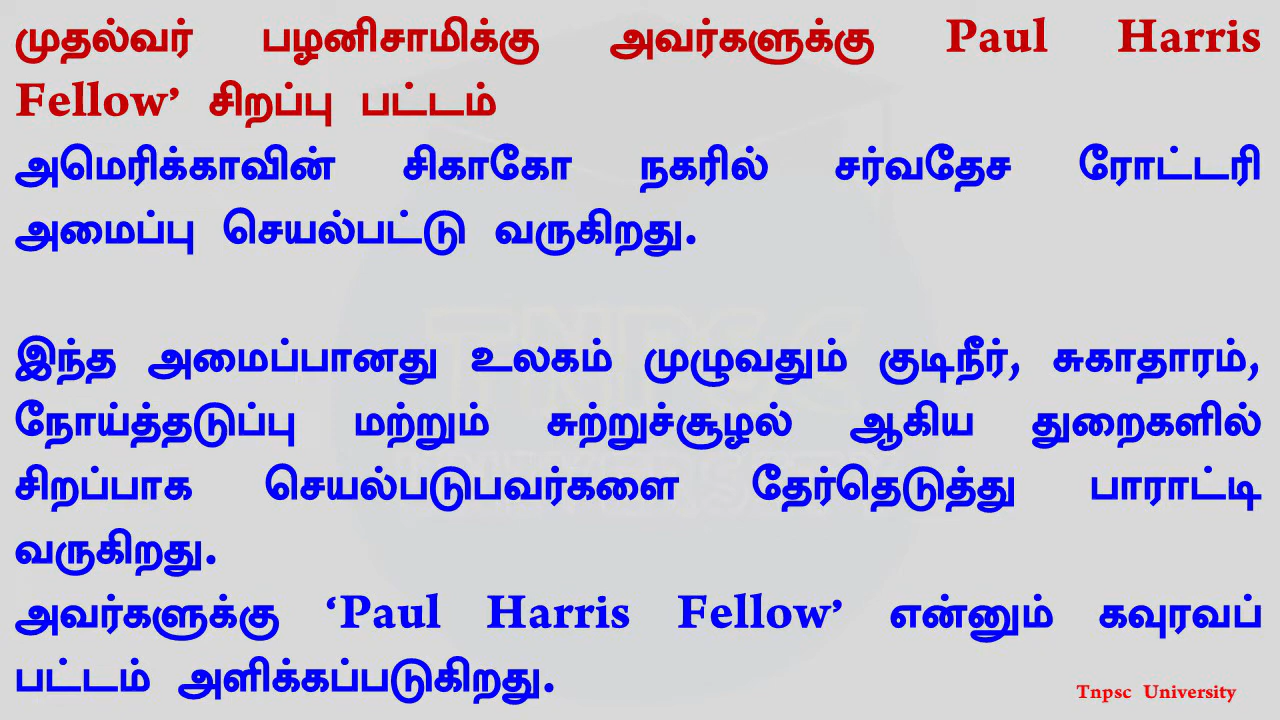 முதல்வர் பழனிசாமிக்கு அவர்களுக்கு Paul Harris
Fellow’ சிறப்பு பட்டம்
அமெரிக்காவின் சிகாகோ நகரில் சர்வதேச ரோட்டரி
அமைப்பு செயல்பட்டு வருகிறது.
இந்த அமைப்பானது உலகம் முழுவதும் குடிநீர், சுகாதாரம்,
நோய்த்தடுப்பு மற்றும் சுற்றுச்சூழல் ஆகிய துறைகளில்
சிறப்பாக செயல்படுபவர்களை தேர்தெடுத்து பாராட்டி
வருகிறது.
அவர்களுக்கு ‘Paul Harris Fellow’ என்னும் கவுரவப்
பட்டம் அளிக்கப்படுகிறது.
Tnpsc University